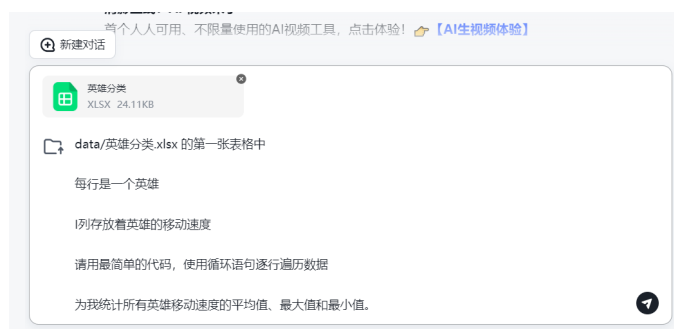 首个人人可用、不限量使用的AI视频工具，点击体验！👉【AI生视频体验】
新建对话
英雄分类
XLSX 24.11KB
data/英雄分类.xlsx 的第一张表格中
每行是一个英雄
I列存放着英雄的移动速度
请用最简单的代码，使用循环语句逐行遍历数据
为我统计所有英雄移动速度的平均值、最大值和最小值。